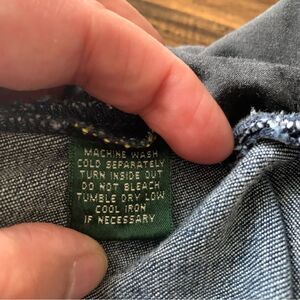 MACHINE WASH
COLD SEPARATELY
TURN INSIDE OUT
DO NOT BLEACH
TUMBLE DRY LOW
COOL IRON
IF NECESSARY